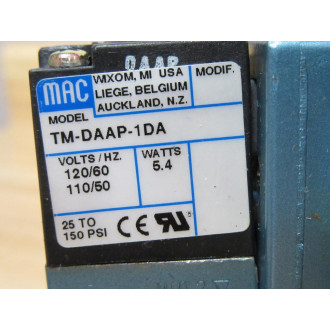 DAAP
MAC
WIXOM, MI USA
LIEGE, BELGIUM
AUCKLAND, N.Z.
MODIF.
MODEL
TM-DAAP-1DA
VOLTS/HZ.
WATTS
120/60
5.4
110/50
25 TO
150 PSI
CE